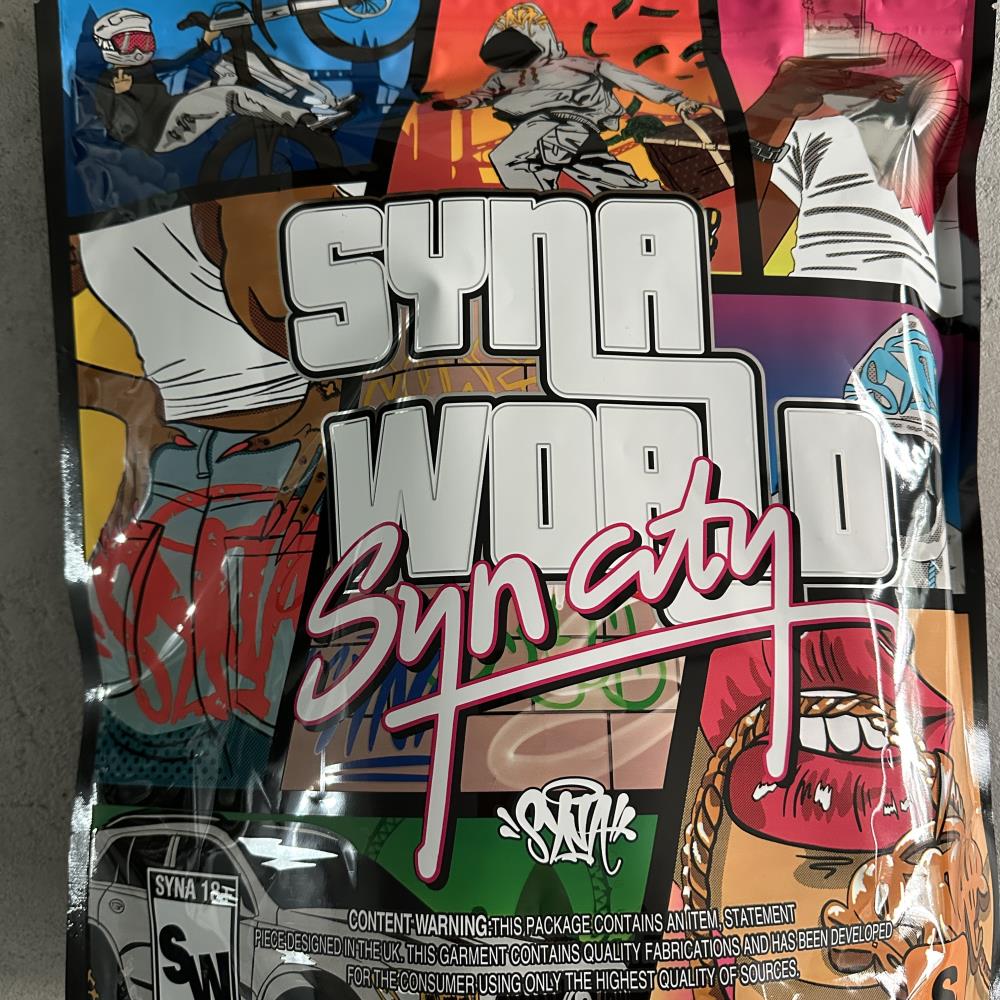 SYNA
WORLD
Syn city
SYNA
SYNA 18+
SW
CONTENT WARNING: THIS PACKAGE CONTAINS AN ITEM, STATEMENT
PIECE DESIGNED IN THE UK. THIS GARMENT CONTAINS QUALITY FABRICATIONS AND HAS BEEN DEVELOPED
FOR THE CONSUMER USING ONLY THE HIGHEST QUALITY OF SOURCES.